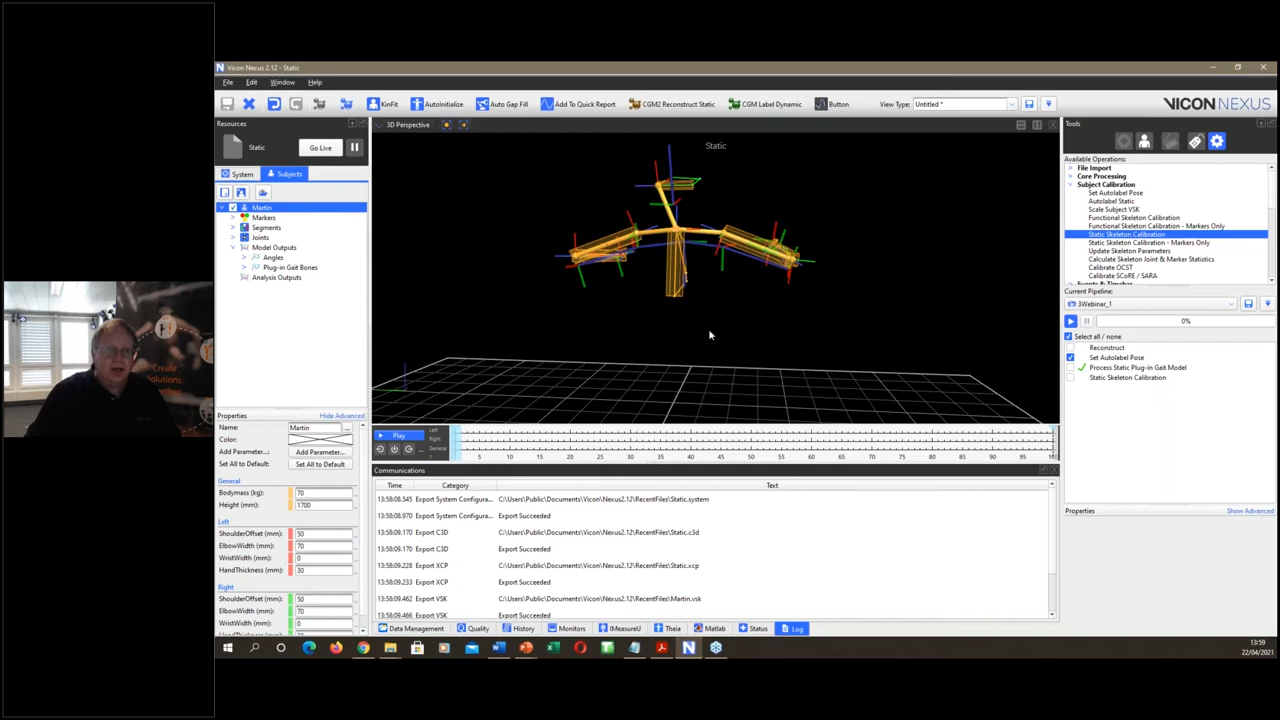 Vicon Nexus 2.12 - Static
File Edit Window Help
KinFit AutoInitialize Auto Gap Fill Add To Quick Report CGM2 Reconstruct Static CGM Label Dynamic Button View Type: Untitled * VICON NEXUS
Resources
Static Go Live
System Subjects
Martin
Markers
Segments
Joints
Model Outputs
Angles
Plug-in Gait Bones
Analysis Outputs
Create
Solutions.
Together
Properties Hide Advanced
Name: Martin
Color:
Add Parameter...: Add Parameter...
Set All to Default: Set All to Default
General
Bodymass (kg): 70
Height (mm): 1700
Left
ShoulderOffset (mm): 50
ElbowWidth (mm): 70
WristWidth (mm): 0
HandThickness (mm): 30
Right
ShoulderOffset (mm): 50
ElbowWidth (mm): 70
WristWidth (mm): 0
3D Perspective
Static
Play
Left
Right
General
5 10 15 20 25 30 35 40 45 50 55 60 65 70 75 80 85 90 95
Communications
Time Category Text
13:58:08.545 Export System Configura... C:\Users\Public\Documents\Vicon\Nexus2.12\RecentFiles\Static.system
13:58:08.970 Export System Configura... Export Succeeded
13:58:09.170 Export C3D C:\Users\Public\Documents\Vicon\Nexus2.12\RecentFiles\Static.c3d
13:58:09.170 Export C3D Export Succeeded
13:58:09.228 Export XCP C:\Users\Public\Documents\Vicon\Nexus2.12\RecentFiles\Static.xcp
13:58:09.233 Export XCP Export Succeeded
13:58:09.462 Export VSK C:\Users\Public\Documents\Vicon\Nexus2.12\RecentFiles\Martin.vsk
13:58:09.466 Export VSK Export Succeeded
Data Management Quality History Monitors IMeasureU Theia Matlab Status Log
Tools
Available Operations:
File Import
Core Processing
Subject Calibration
Set Autolabel Pose
Autolabel Static
Scale Subject VSK
Functional Skeleton Calibration
Functional Skeleton Calibration - Markers Only
Static Skeleton Calibration
Static Skeleton Calibration - Markers Only
Update Skeleton Parameters
Calculate Skeleton Joint & Marker Statistics
Calibrate OCST
Calibrate SCoRE / SARA
Events & Timebar
Current Pipeline:
3Webinar_1
0%
Select all / none
Reconstruct
Set Autolabel Pose
Process Static Plug-in Gait Model
Static Skeleton Calibration
Properties Show Advanced
13:59
22/04/2021